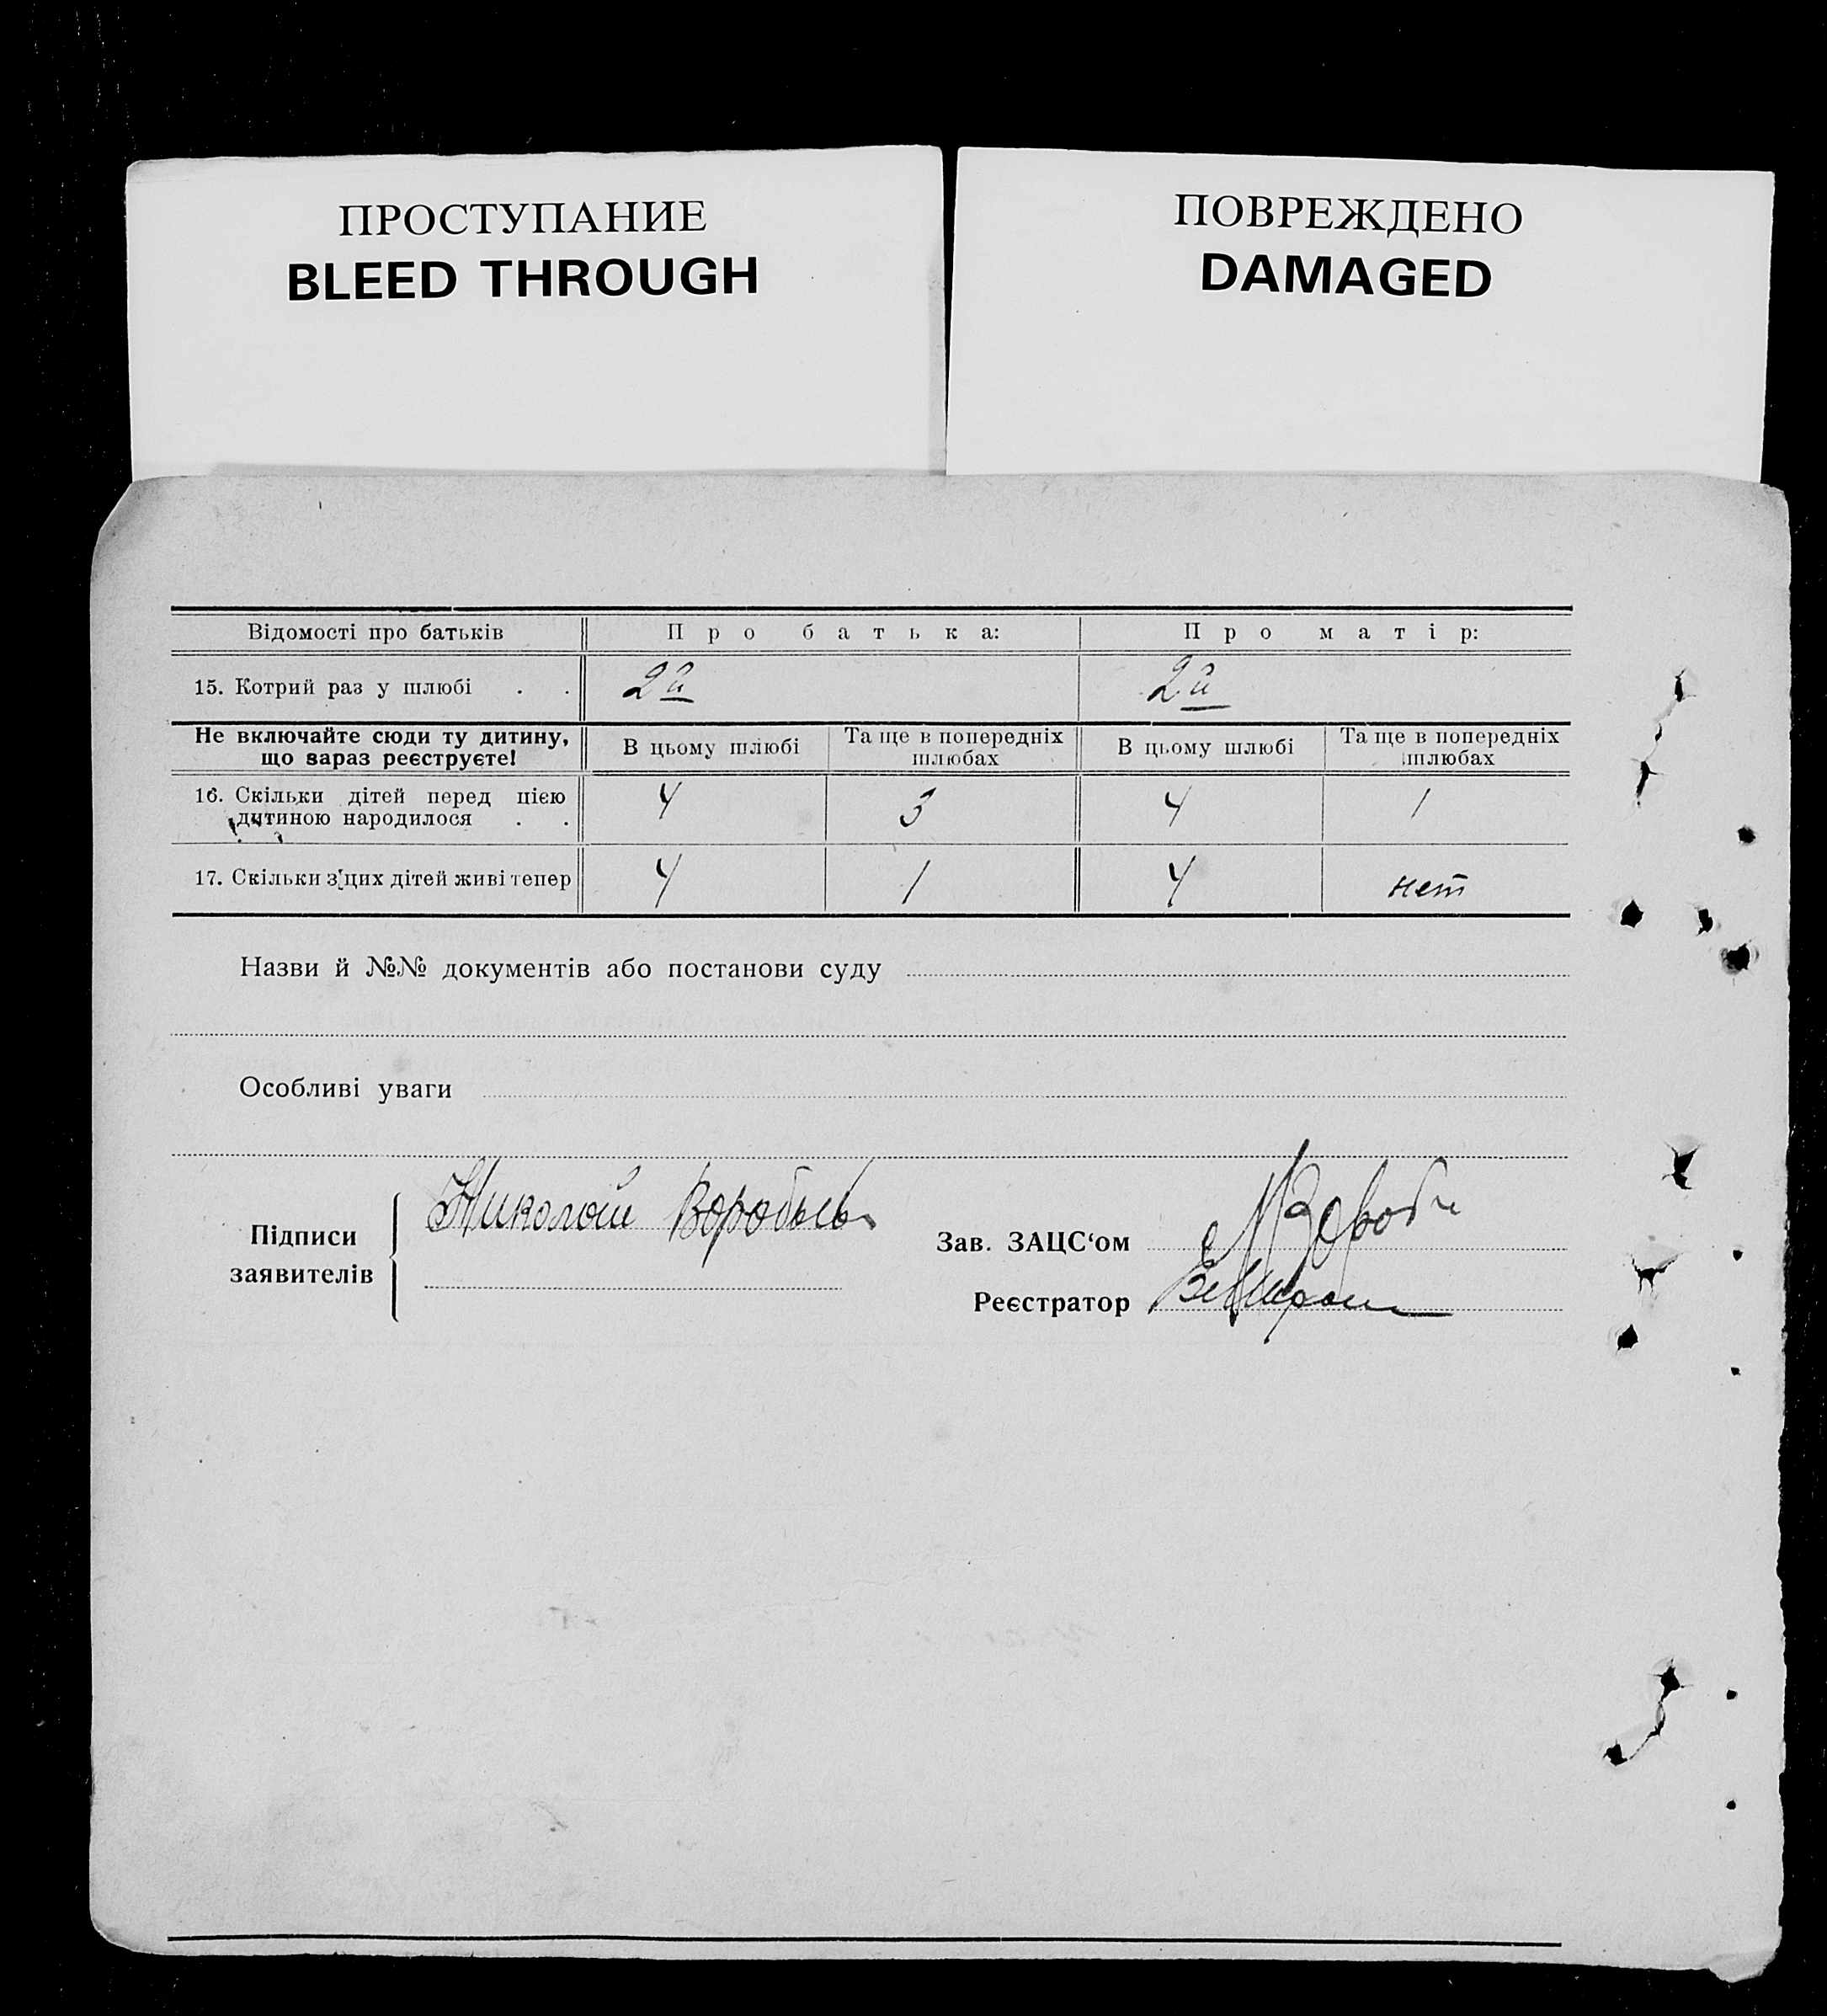 ПРОСТУПАНИЕ
BLEED THROUGH
ПОВРЕЖДЕНО
DAMAGED
Відомості про батьків Про батька: Про матір:
15. Котрий раз у шлюбі . . 2й 2й
Не включайте сюди ту дитину, що зараз реєструєте! В цьому шлюбі Та ще в попередніх шлюбах В цьому шлюбі Та ще в попередніх шлюбах
16. Скільки дітей перед цією
дитиною народилося . . 4 3 4 1
17. Скільки з цих дітей живі тепер 4 1 4 нет
Назви й №№ документів або постанови суду
Особливі уваги
Підписи
заявителів
Николай Воробьев
Зав. ЗАЦС‘ом
Реєстратор